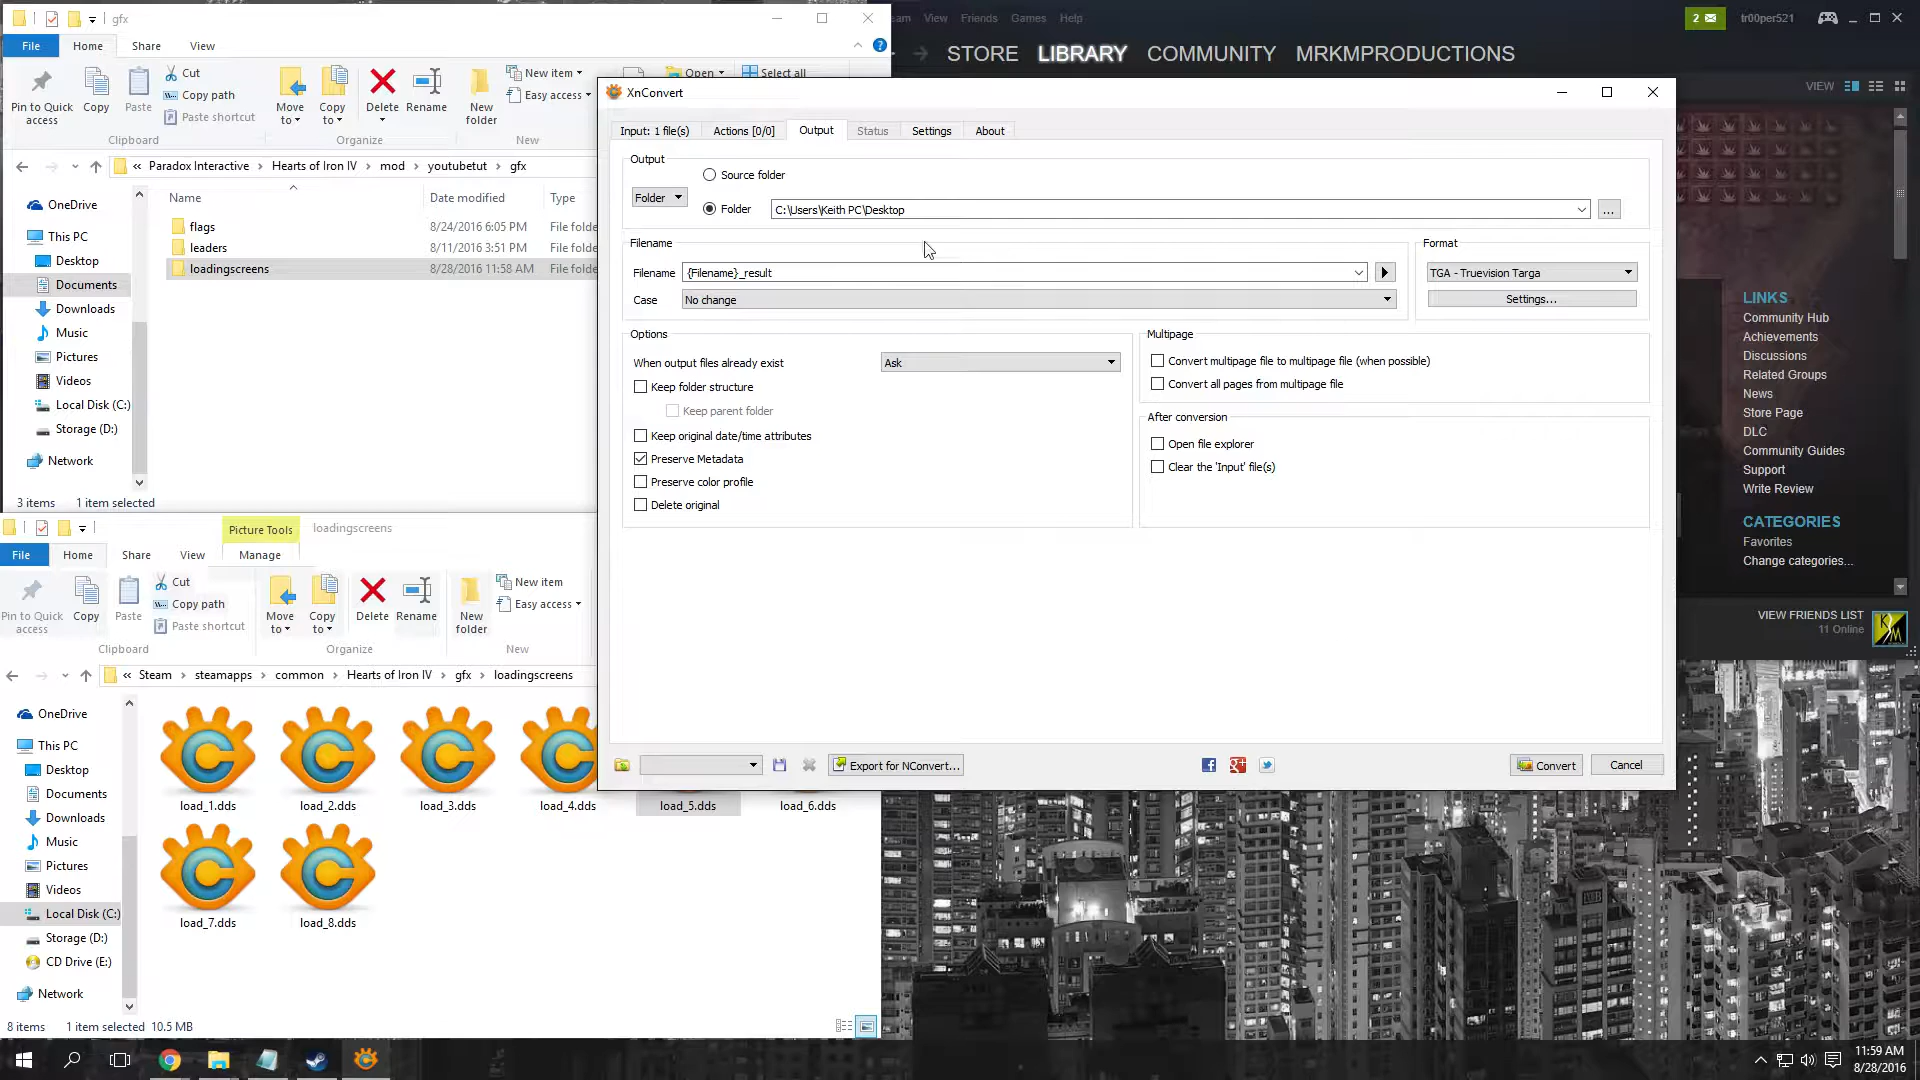 gfx
File Home Share View
Pin to Quick access
Copy
Paste
Cut
Copy path
Paste shortcut
Clipboard
Move to
Copy to
Delete
Rename
Organize
New folder
New item
Easy access
New
Open
Select all
« Paradox Interactive > Hearts of Iron IV > mod > youtubetut > gfx
OneDrive
This PC
Desktop
Documents
Downloads
Music
Pictures
Videos
Local Disk (C:)
Storage (D:)
Network
Name Date modified Type
flags 8/24/2016 6:05 PM File folde
leaders 8/11/2016 3:51 PM File folde
loadingscreens 8/28/2016 11:58 AM File folde
3 items 1 item selected
Picture Tools loadingscreens
File Home Share View Manage
Pin to Quick access
Copy
Paste
Cut
Copy path
Paste shortcut
Clipboard
Move to
Copy to
Delete
Rename
Organize
New folder
New item
Easy access
New
« Steam > steamapps > common > Hearts of Iron IV > gfx > loadingscreens
OneDrive
This PC
Desktop
Documents
Downloads
Music
Pictures
Videos
Local Disk (C:)
Storage (D:)
CD Drive (E:)
Network
load_1.dds load_2.dds load_3.dds load_4.dds load_5.dds load_6.dds
load_7.dds load_8.dds
8 items 1 item selected 10.5 MB
XnConvert
Input: 1 file(s) Actions [0/0] Output Status Settings About
Output
Source folder
Folder
Folder C:\Users\Keith PC\Desktop ...
Filename
Filename {Filename}_result
Case No change
Format
TGA - Truevision Targa
Settings...
Options
When output files already exist Ask
Keep folder structure
Keep parent folder
Keep original date/time attributes
Preserve Metadata
Preserve color profile
Delete original
Multipage
Convert multipage file to multipage file (when possible)
Convert all pages from multipage file
After conversion
Open file explorer
Clear the 'Input' file(s)
Export for NConvert...
Convert
Cancel
View Friends Games Help
2
tr00per521
STORE LIBRARY COMMUNITY MRKMPRODUCTIONS
VIEW
LINKS
Community Hub
Achievements
Discussions
Related Groups
News
Store Page
DLC
Community Guides
Support
Write Review
CATEGORIES
Favorites
Change categories...
VIEW FRIENDS LIST
11 Online
11:59 AM
8/28/2016